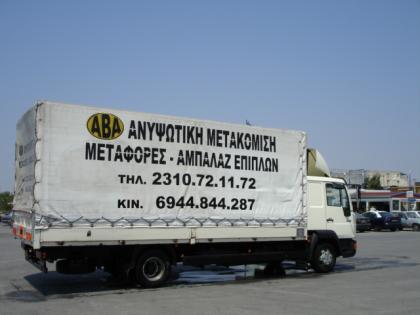 ABA ΑΝΥΨΩΤΙΚΗ ΜΕΤΑΚΟΜΙΣΗ
ΜΕΤΑΦΟΡΕΣ - ΑΜΠΑΛΑΖ ΕΠΙΠΛΩΝ
ΤΗΛ. 2310.72.11.72
ΚΙΝ. 6944.844.287